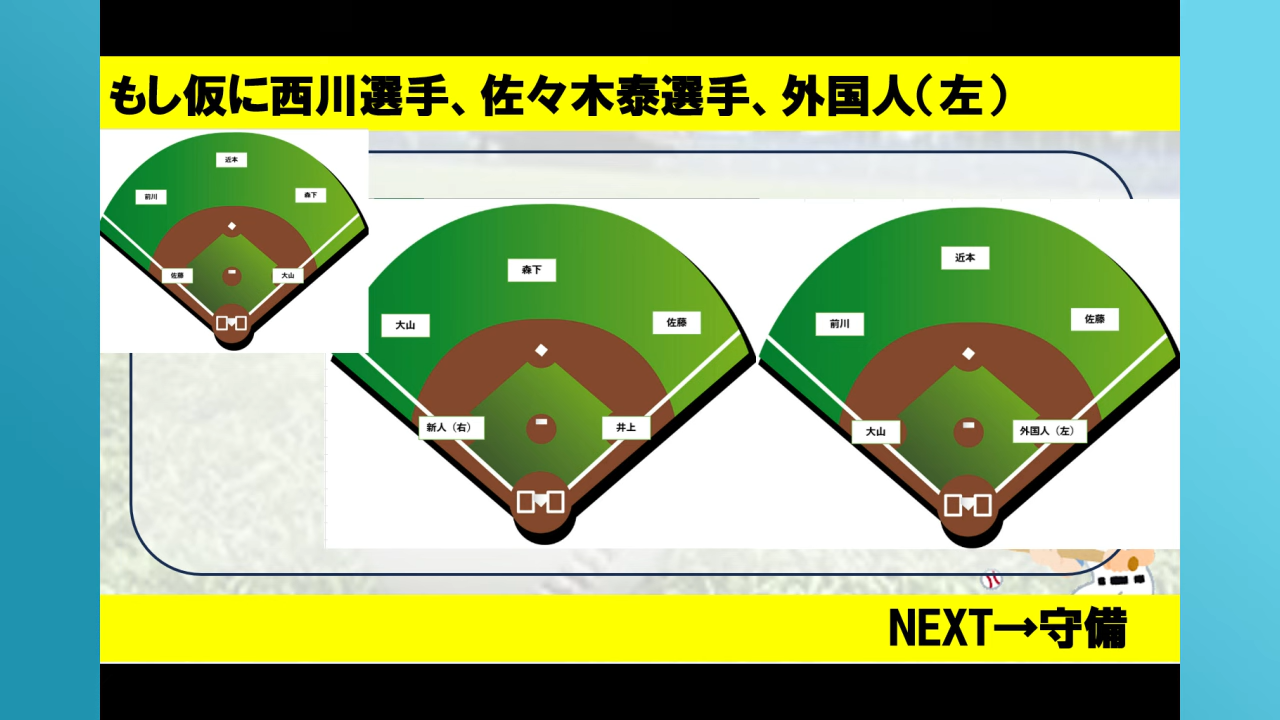 もし仮に西川選手、佐々木泰選手、外国人(左)
近本
前川
森下
佐藤
大山
森下
大山
佐藤
新人(右)
井上
近本
前川
佐藤
大山
外国人(左)
NEXT→守備